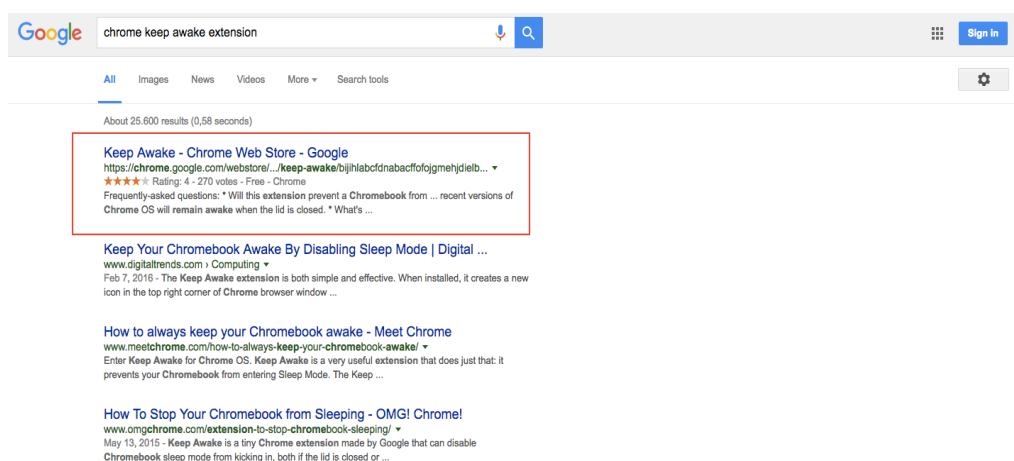 Google chrome keep awake extension Sign in
All Images News Videos More Search tools
About 25.600 results (0,58 seconds)
Keep Awake - Chrome Web Store - Google
https://chrome.google.com/webstore/.../keep-awake/bijihlabcfdnabacffofojgmehjdielb...
Rating: 4 - 270 votes - Free - Chrome
Frequently-asked questions: * Will this extension prevent a Chromebook from ... recent versions of
Chrome OS will remain awake when the lid is closed. * What's ...
Keep Your Chromebook Awake By Disabling Sleep Mode | Digital ...
www.digitaltrends.com › Computing
Feb 7, 2016 - The Keep Awake extension is both simple and effective. When installed, it creates a new
icon in the top right corner of Chrome browser window ...
How to always keep your Chromebook awake - Meet Chrome
www.meetchrome.com/how-to-always-keep-your-chromebook-awake/
Enter Keep Awake for Chrome OS. Keep Awake is a very useful extension that does just that: it
prevents your Chromebook from entering Sleep Mode. The Keep ...
How To Stop Your Chromebook from Sleeping - OMG! Chrome!
www.omgchrome.com/extension-to-stop-chromebook-sleeping/
May 13, 2015 - Keep Awake is a tiny Chrome extension made by Google that can disable
Chromebook sleep mode from kicking in, both if the lid is closed or ...